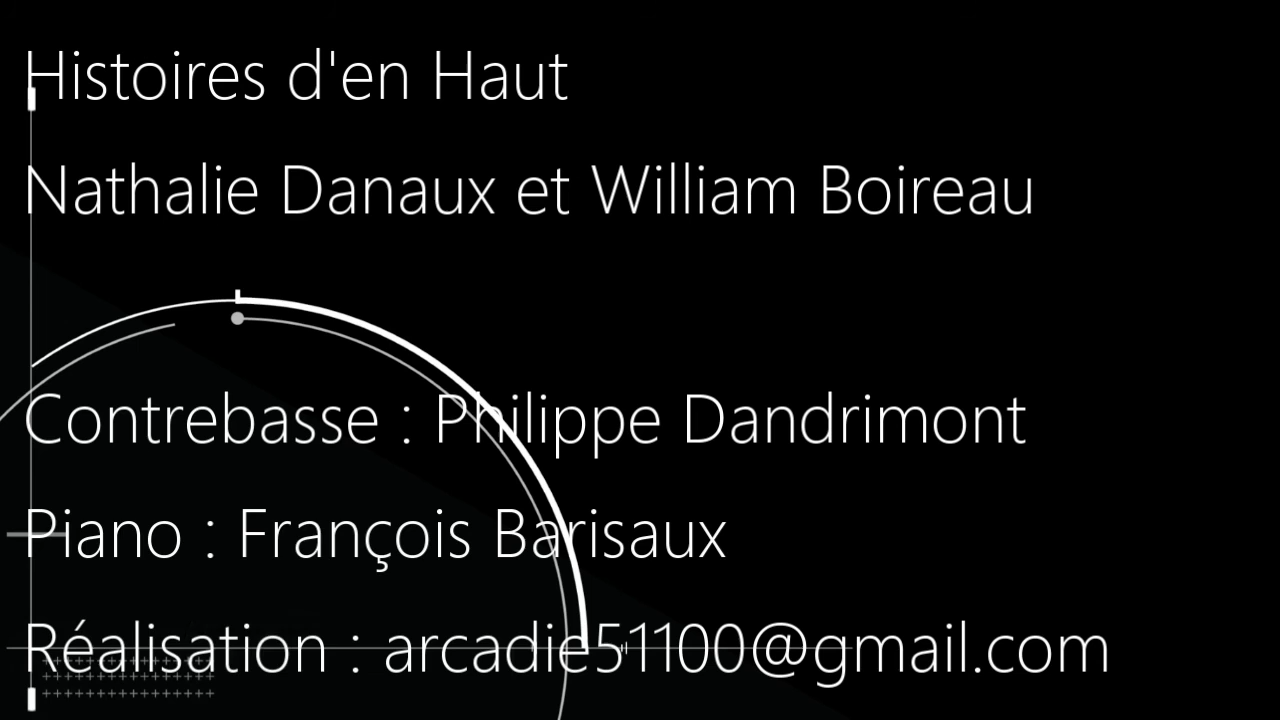 Histoires d'en Haut
Nathalie Danaux et William Boireau
Contrebasse : Philippe Dandrimont
Piano : François Barisaux
Réalisation : arcadie51100@gmail.com